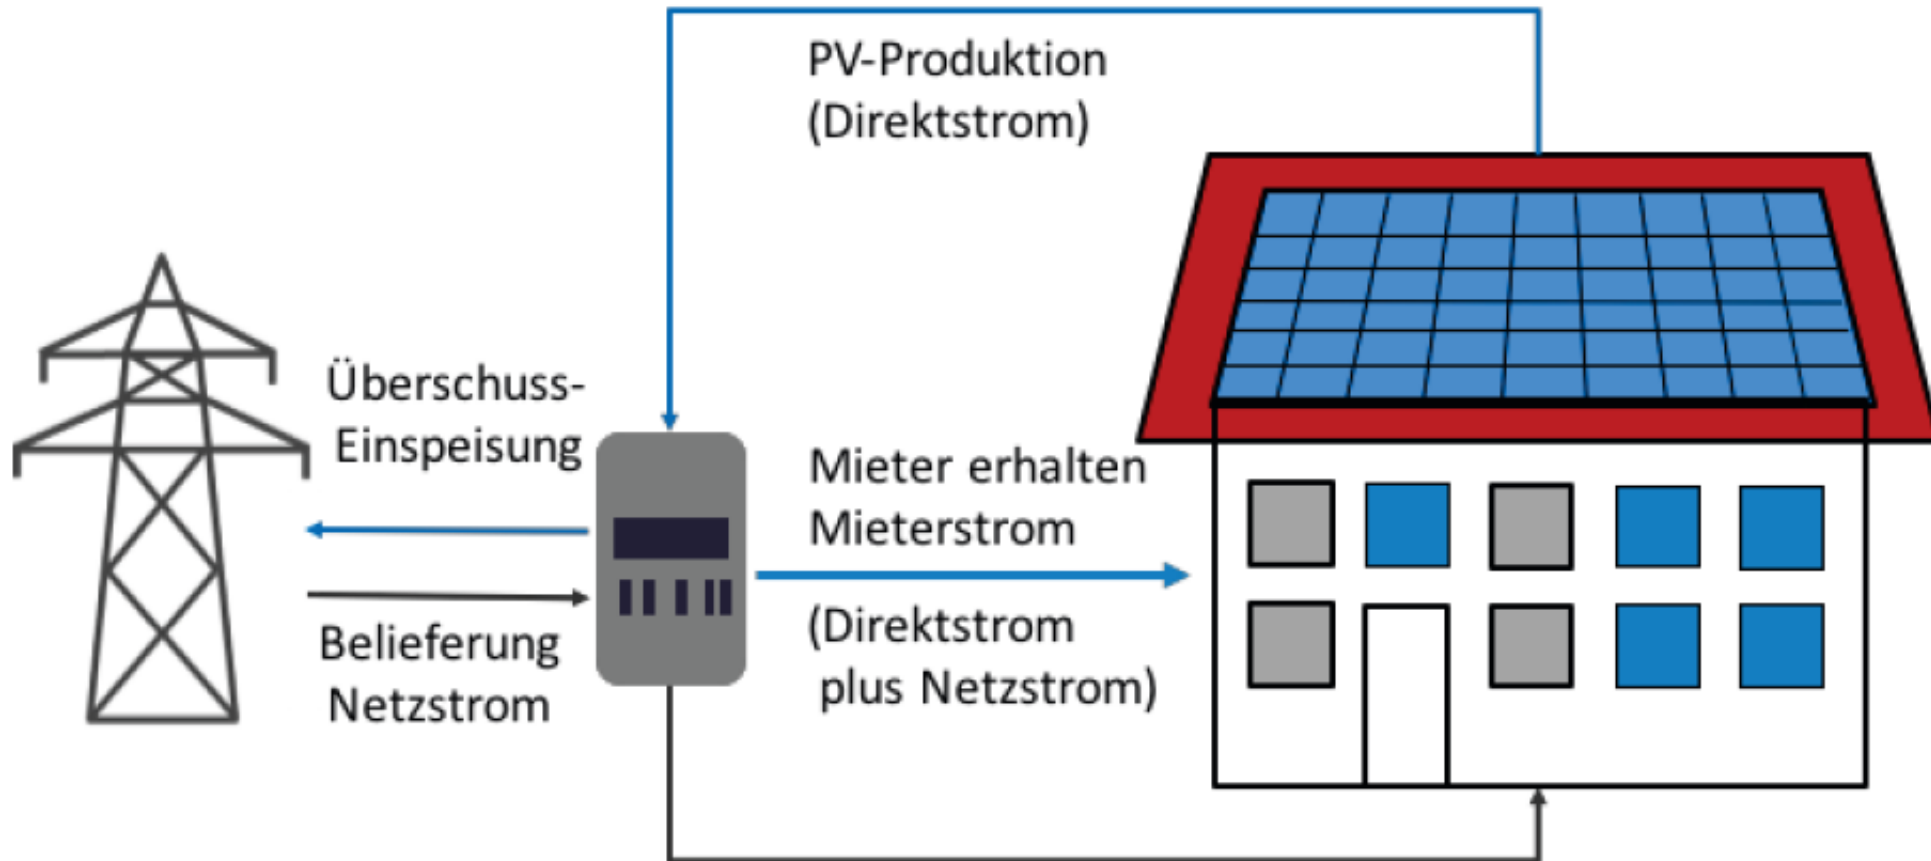 PV-Produktion
(Direktstrom)
Überschuss-
Einspeisung
Belieferung
Netzstrom
Mieter erhalten
Mieterstrom
(Direktstrom
plus Netzstrom)